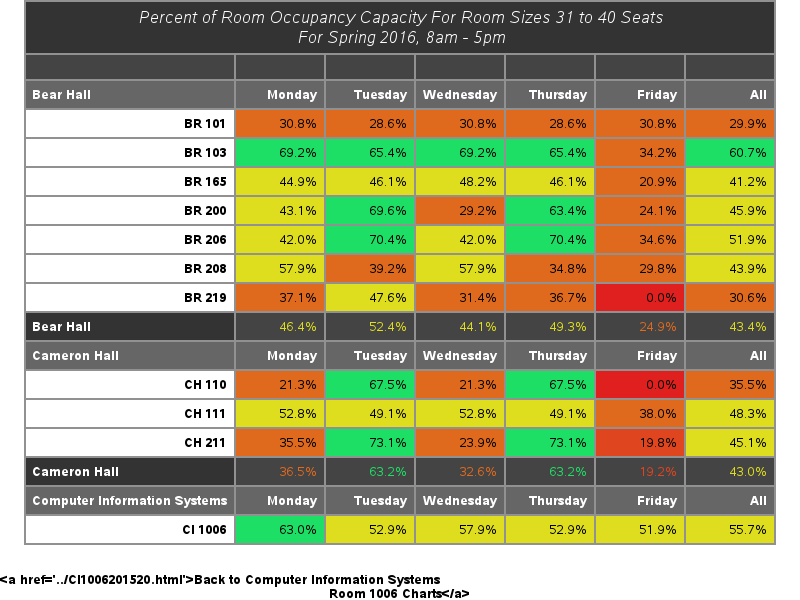 Percent of Room Occupancy Capacity For Room Sizes 31 to 40 Seats
For Spring 2016, 8am - 5pm
Bear Hall Monday Tuesday Wednesday Thursday Friday All
BR 101 30.8% 28.6% 30.8% 28.6% 30.8% 29.9%
BR 103 69.2% 65.4% 69.2% 65.4% 34.2% 60.7%
BR 165 44.9% 46.1% 48.2% 46.1% 20.9% 41.2%
BR 200 43.1% 69.6% 29.2% 63.4% 24.1% 45.9%
BR 206 42.0% 70.4% 42.0% 70.4% 34.6% 51.9%
BR 208 57.9% 39.2% 57.9% 34.8% 29.8% 43.9%
BR 219 37.1% 47.6% 31.4% 36.7% 0.0% 30.6%
Bear Hall 46.4% 52.4% 44.1% 49.3% 24.9% 43.4%
Cameron Hall Monday Tuesday Wednesday Thursday Friday All
CH 110 21.3% 67.5% 21.3% 67.5% 0.0% 35.5%
CH 111 52.8% 49.1% 52.8% 49.1% 38.0% 48.3%
CH 211 35.5% 73.1% 23.9% 73.1% 19.8% 45.1%
Cameron Hall 36.5% 63.2% 32.6% 63.2% 19.2% 43.0%
Computer Information Systems Monday Tuesday Wednesday Thursday Friday All
CI 1006 63.0% 52.9% 57.9% 52.9% 51.9% 55.7%
<a href='../CI1006201520.html'>Back to Computer Information Systems
Room 1006 Charts</a>